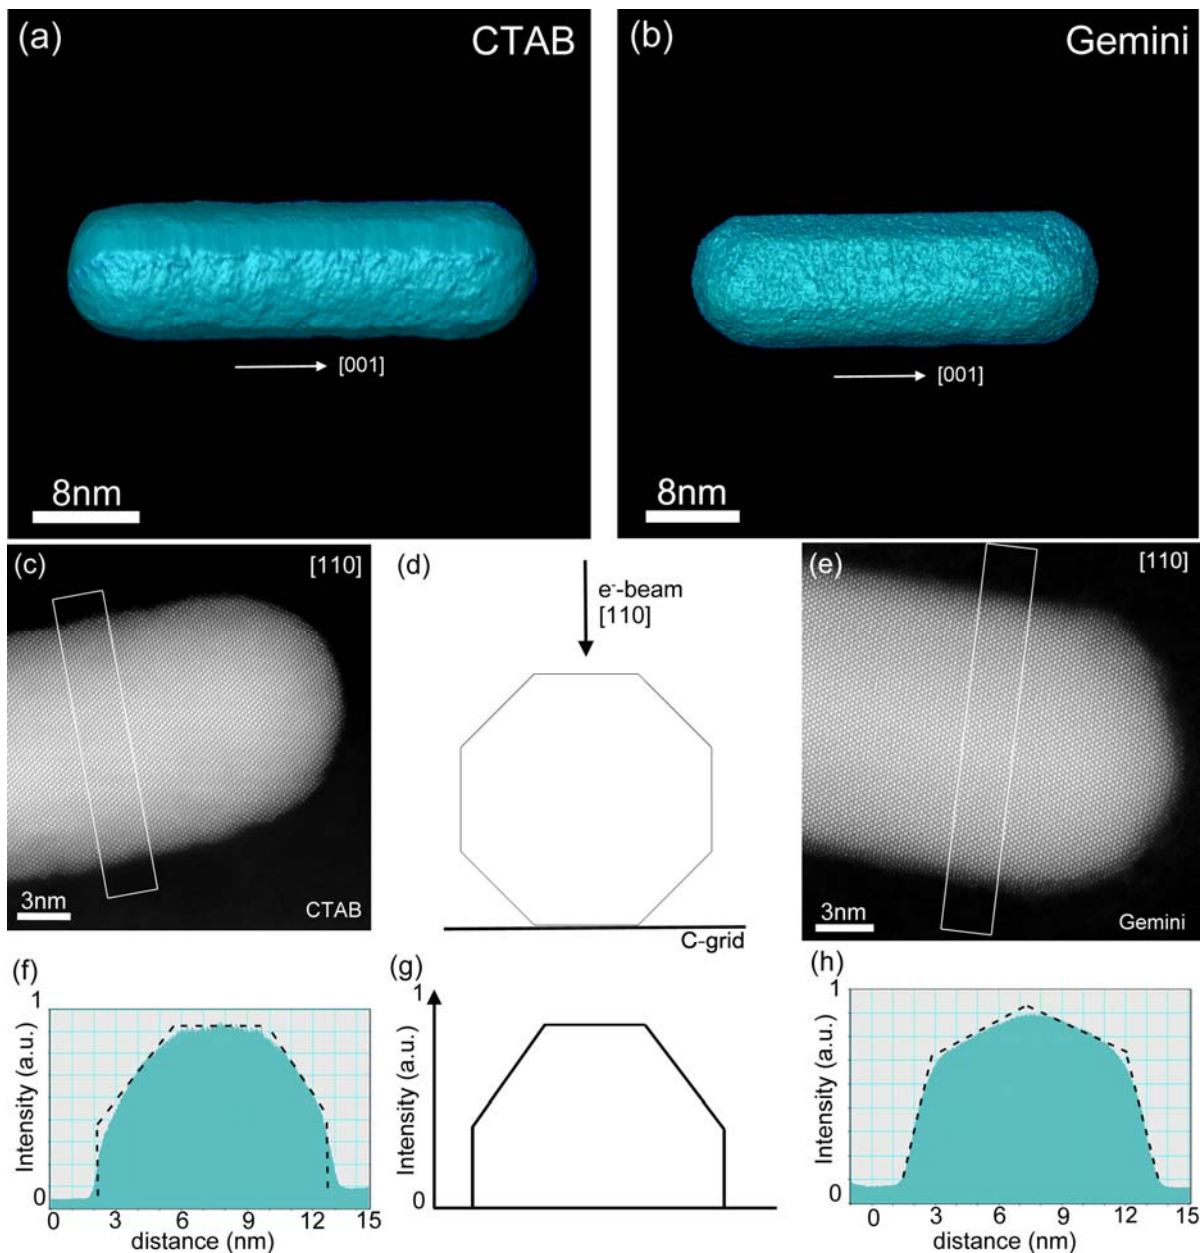 (a)
CTAB
[001]
8nm
(b)
Gemini
[001]
8nm
(c)
[110]
3nm
CTAB
(d)
e⁻-beam
[110]
C-grid
(e)
[110]
3nm
Gemini
(f)
1
Intensity (a.u.)
0
0 3 6 9 12 15
distance (nm)
(g)
1
Intensity (a.u.)
0
(h)
1
Intensity (a.u.)
0
0 3 6 9 12 15
distance (nm)